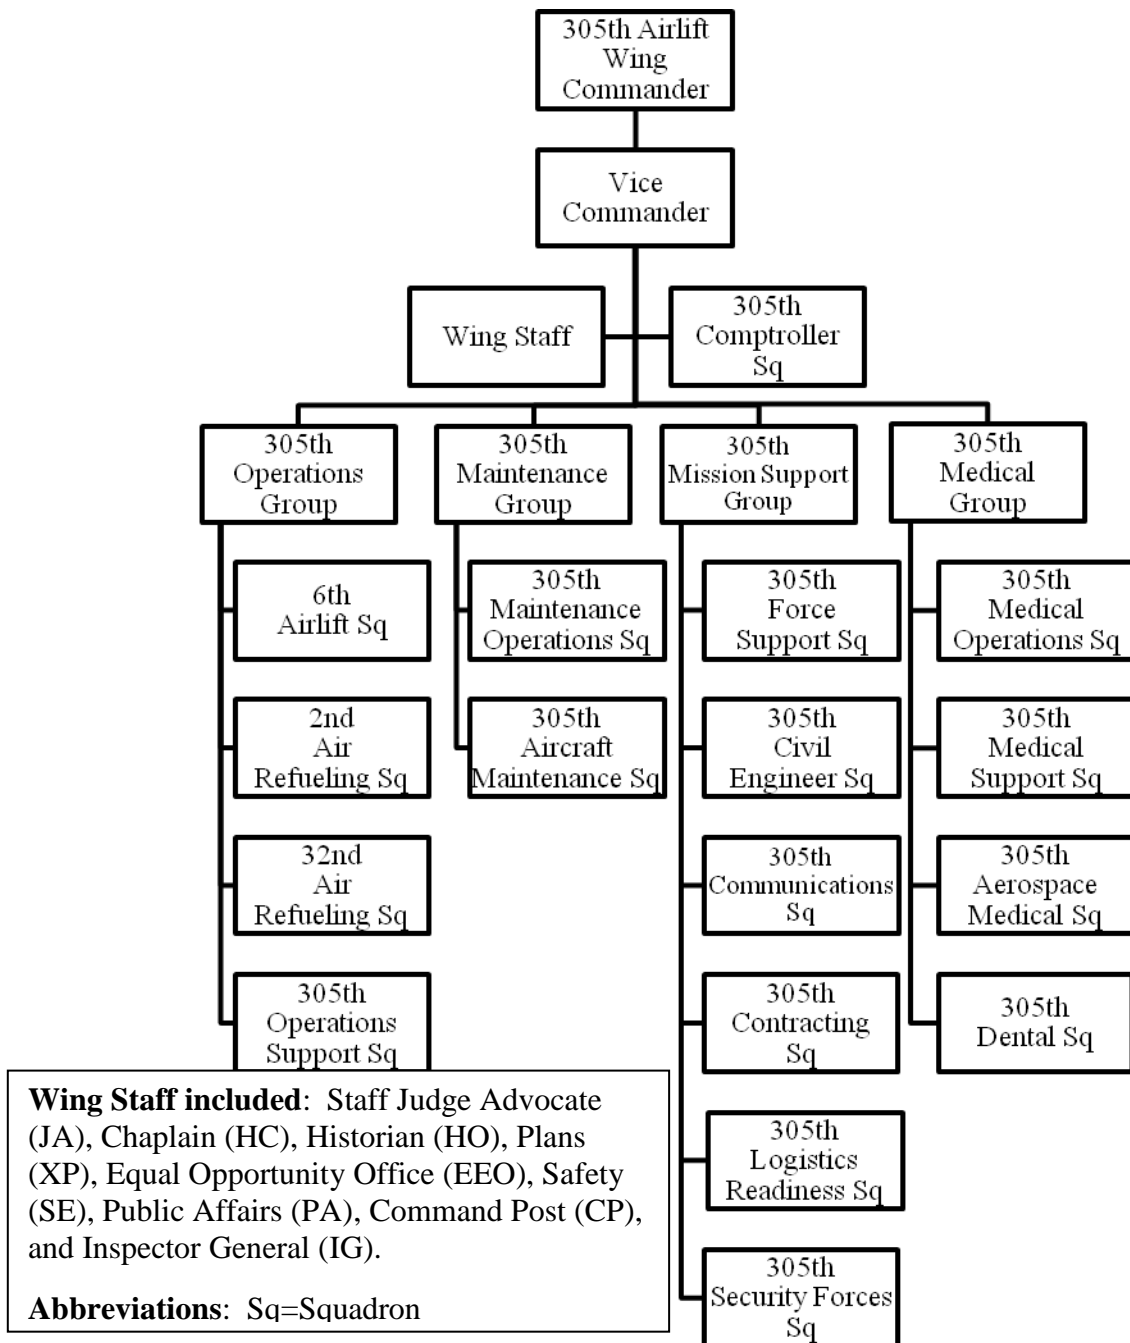 305th Airlift
Wing
Commander
Vice
Commander
Wing Staff
305th
Comptroller
Sq
305th
Operations
Group
305th
Maintenance
Group
305th
Mission Support
Group
305th
Medical
Group
6th
Airlift Sq
2nd
Air
Refueling Sq
32nd
Air
Refueling Sq
305th
Operations
Support Sq
305th
Maintenance
Operations Sq
305th
Aircraft
Maintenance Sq
305th
Force
Support Sq
305th
Civil
Engineer Sq
305th
Communications
Sq
305th
Contracting
Sq
305th
Logistics
Readiness Sq
305th
Security Forces
Sq
305th
Medical
Operations Sq
305th
Medical
Support Sq
305th
Aerospace
Medical Sq
305th
Dental Sq
Wing Staff included:  Staff Judge Advocate
(JA), Chaplain (HC), Historian (HO), Plans
(XP), Equal Opportunity Office (EEO), Safety
(SE), Public Affairs (PA), Command Post (CP),
and Inspector General (IG).
Abbreviations:  Sq=Squadron